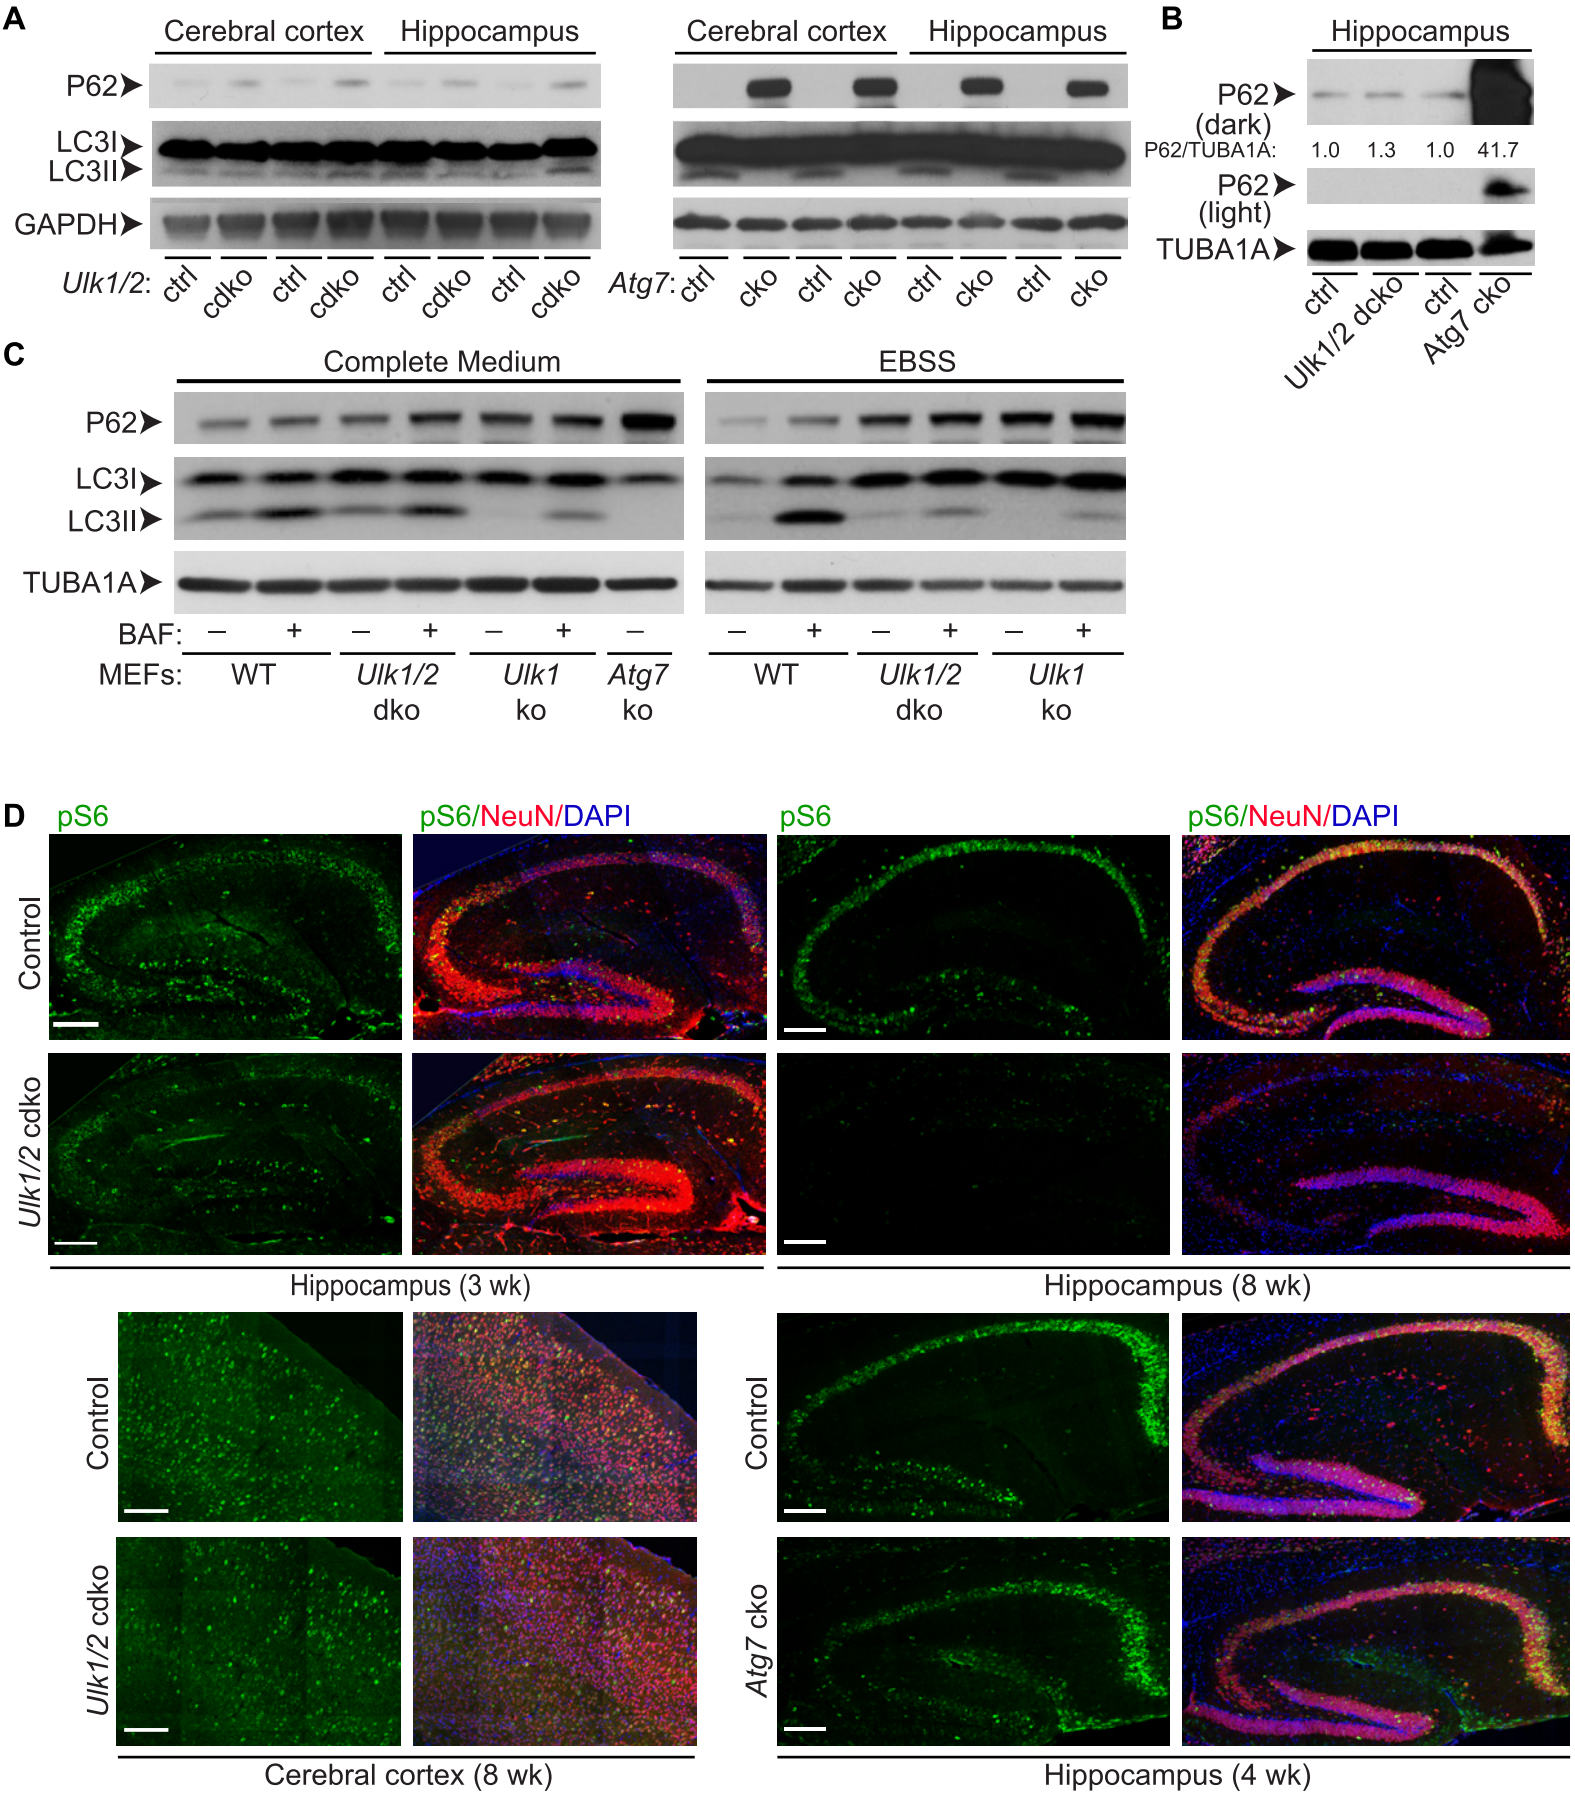 A
Cerebral cortex Hippocampus
P62
LC3I
LC3II
GAPDH
Ulk1/2: ctrl cdko ctrl cdko ctrl cdko ctrl cdko
Cerebral cortex Hippocampus
Atg7: ctrl cko ctrl cko ctrl cko ctrl cko
B
Hippocampus
P62
(dark)
P62/TUBA1A: 1.0 1.3 1.0 41.7
P62
(light)
TUBA1A
ctrl Ulk1/2 dcko ctrl Atg7 cko
C
Complete Medium EBSS
P62
LC3I
LC3II
TUBA1A
BAF: – + – + – + – – + – + – +
MEFs: WT Ulk1/2 Ulk1 Atg7 WT Ulk1/2 Ulk1
dko ko ko dko ko
D
pS6 pS6/NeuN/DAPI pS6 pS6/NeuN/DAPI
Control
Ulk1/2 cdko
Hippocampus (3 wk) Hippocampus (8 wk)
Control Control
Ulk1/2 cdko Atg7 cko
Cerebral cortex (8 wk) Hippocampus (4 wk)